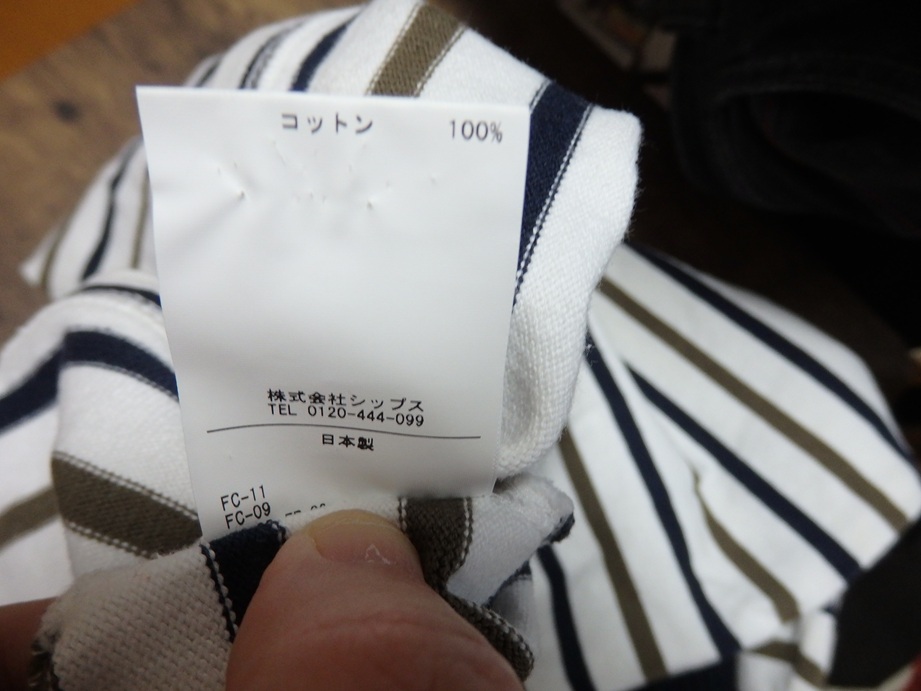 コットン 100%
株式会社シップス
TEL 0120-444-099
日本製
FC-11
FC-09